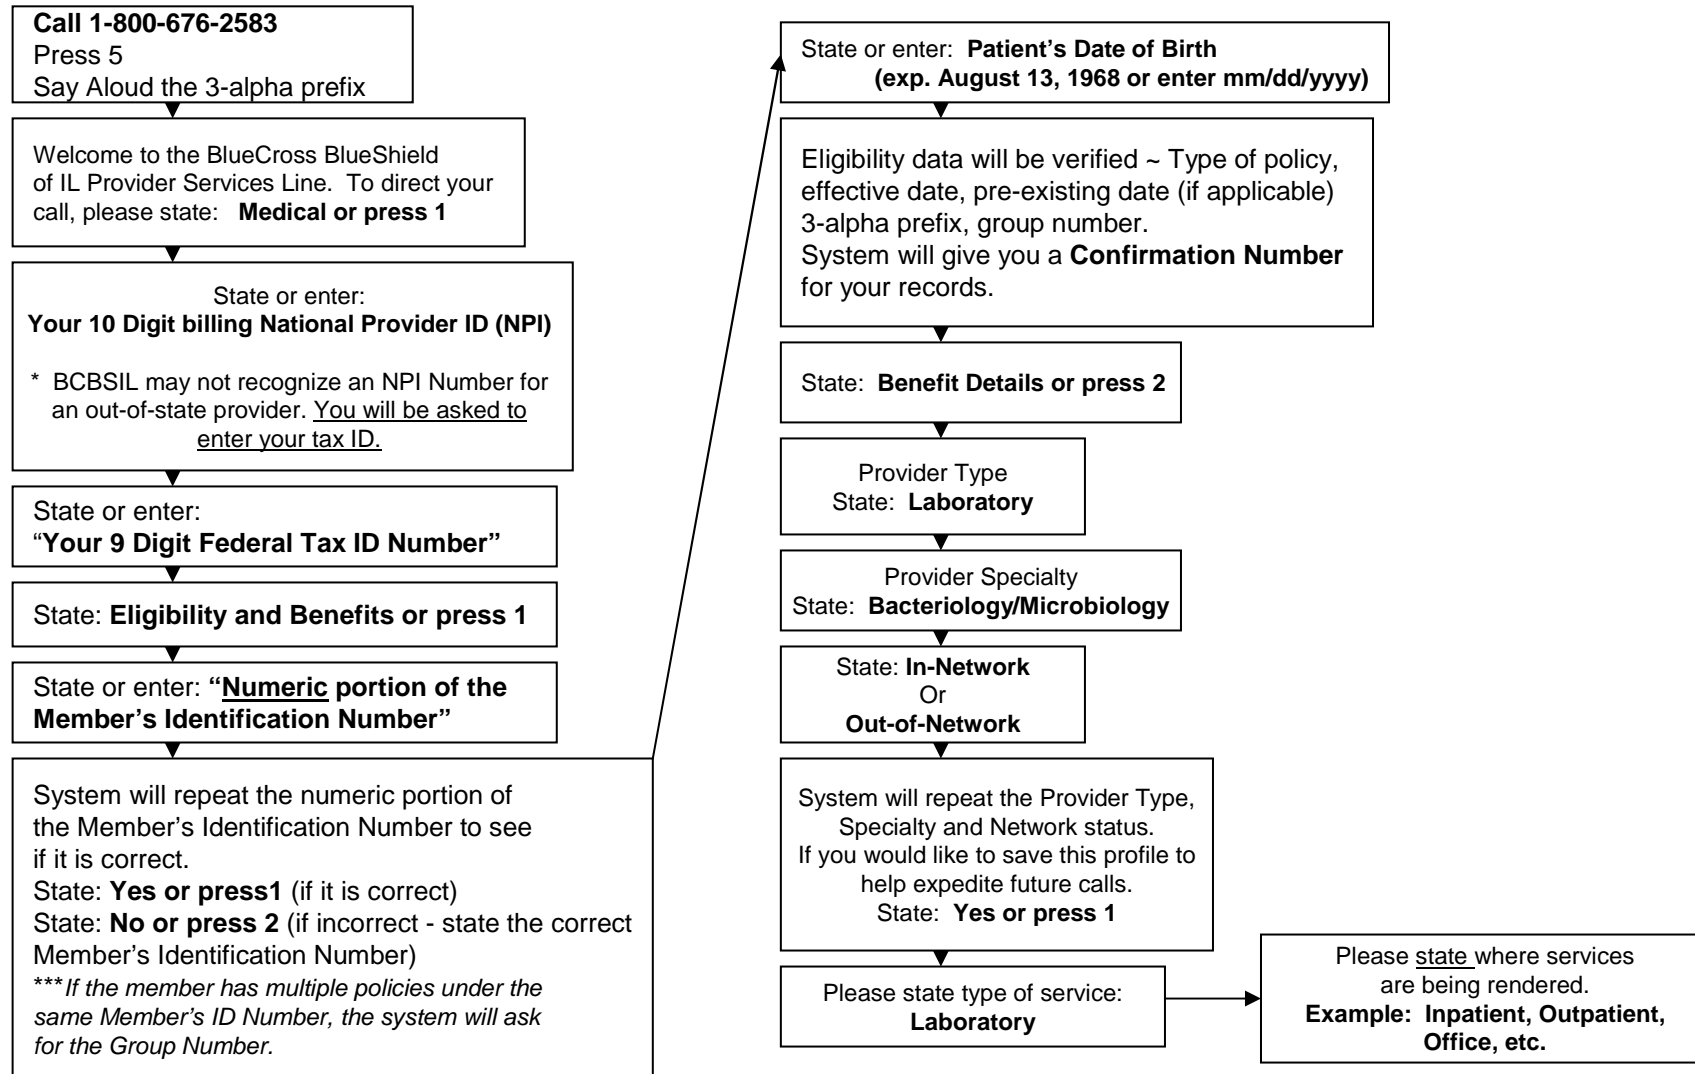 Call 1-800-676-2583
Press 5
Say Aloud the 3-alpha prefix
Welcome to the BlueCross BlueShield
of IL Provider Services Line. To direct your
call, please state: Medical or press 1
State or enter:
Your 10 Digit billing National Provider ID (NPI)
* BCBSIL may not recognize an NPI Number for
an out-of-state provider. You will be asked to
enter your tax ID.
State or enter:
“Your 9 Digit Federal Tax ID Number”
State: Eligibility and Benefits or press 1
State or enter: “Numeric portion of the
Member’s Identification Number”
System will repeat the numeric portion of
the Member’s Identification Number to see
if it is correct.
State: Yes or press1 (if it is correct)
State: No or press 2 (if incorrect - state the correct
Member’s Identification Number)
***If the member has multiple policies under the
same Member’s ID Number, the system will ask
for the Group Number.
State or enter: Patient’s Date of Birth
(exp. August 13, 1968 or enter mm/dd/yyyy)
Eligibility data will be verified ~ Type of policy,
effective date, pre-existing date (if applicable)
3-alpha prefix, group number.
System will give you a Confirmation Number
for your records.
State: Benefit Details or press 2
Provider Type
State: Laboratory
Provider Specialty
State: Bacteriology/Microbiology
State: In-Network
Or
Out-of-Network
System will repeat the Provider Type,
Specialty and Network status.
If you would like to save this profile to
help expedite future calls.
State: Yes or press 1
Please state type of service:
Laboratory
Please state where services
are being rendered.
Example: Inpatient, Outpatient,
Office, etc.